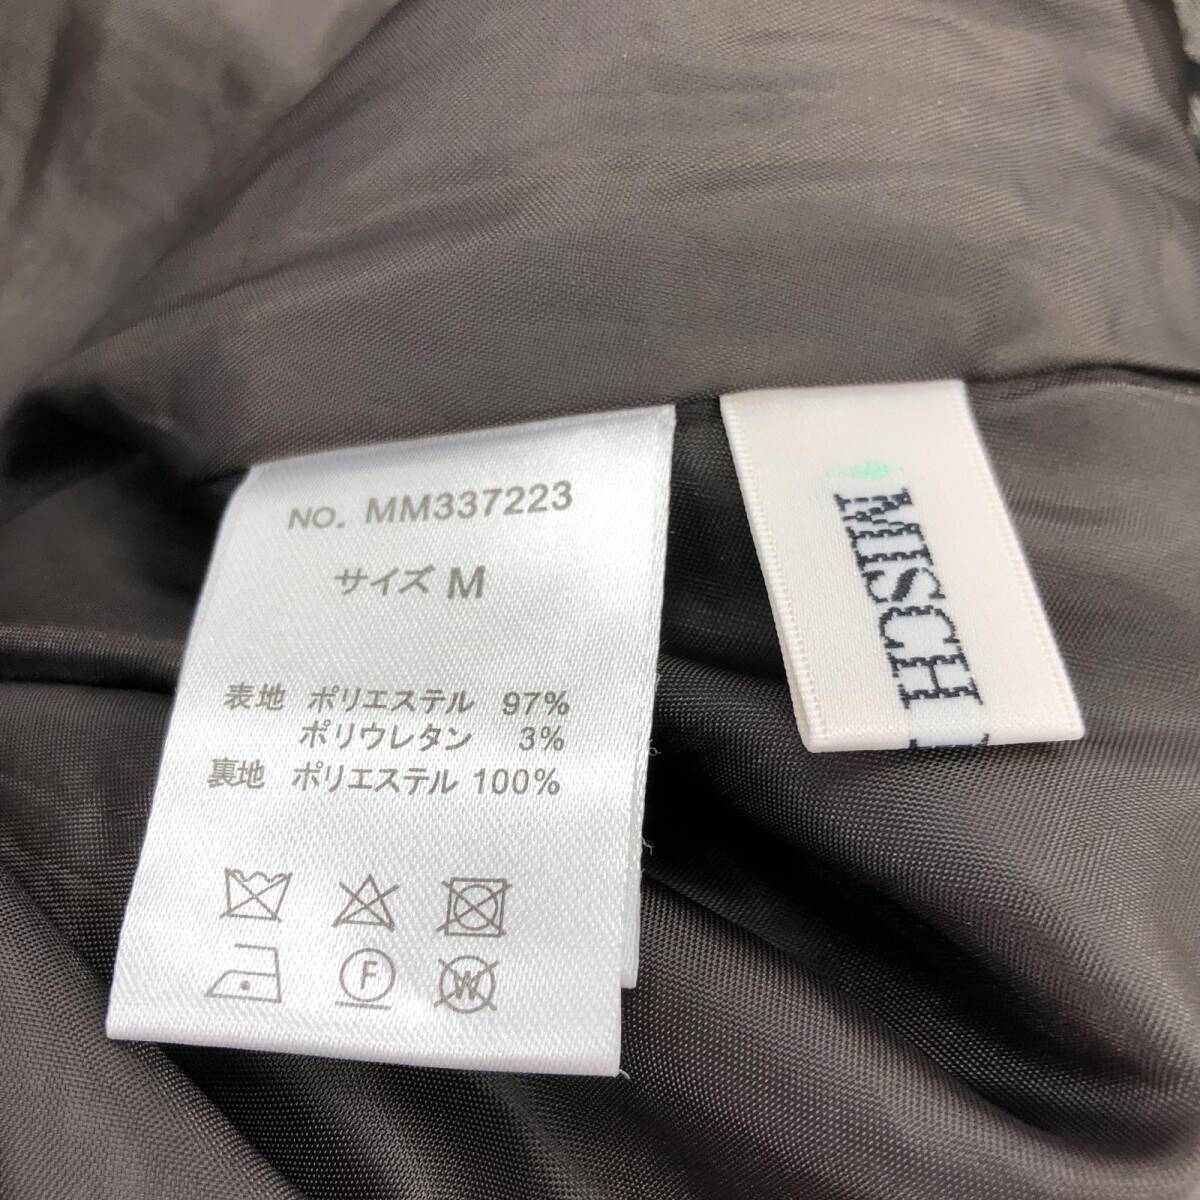 NO. MM337223
サイズ M
表地 ポリエステル 97%
ポリウレタン 3%
裏地 ポリエステル 100%
F
W
MISCH